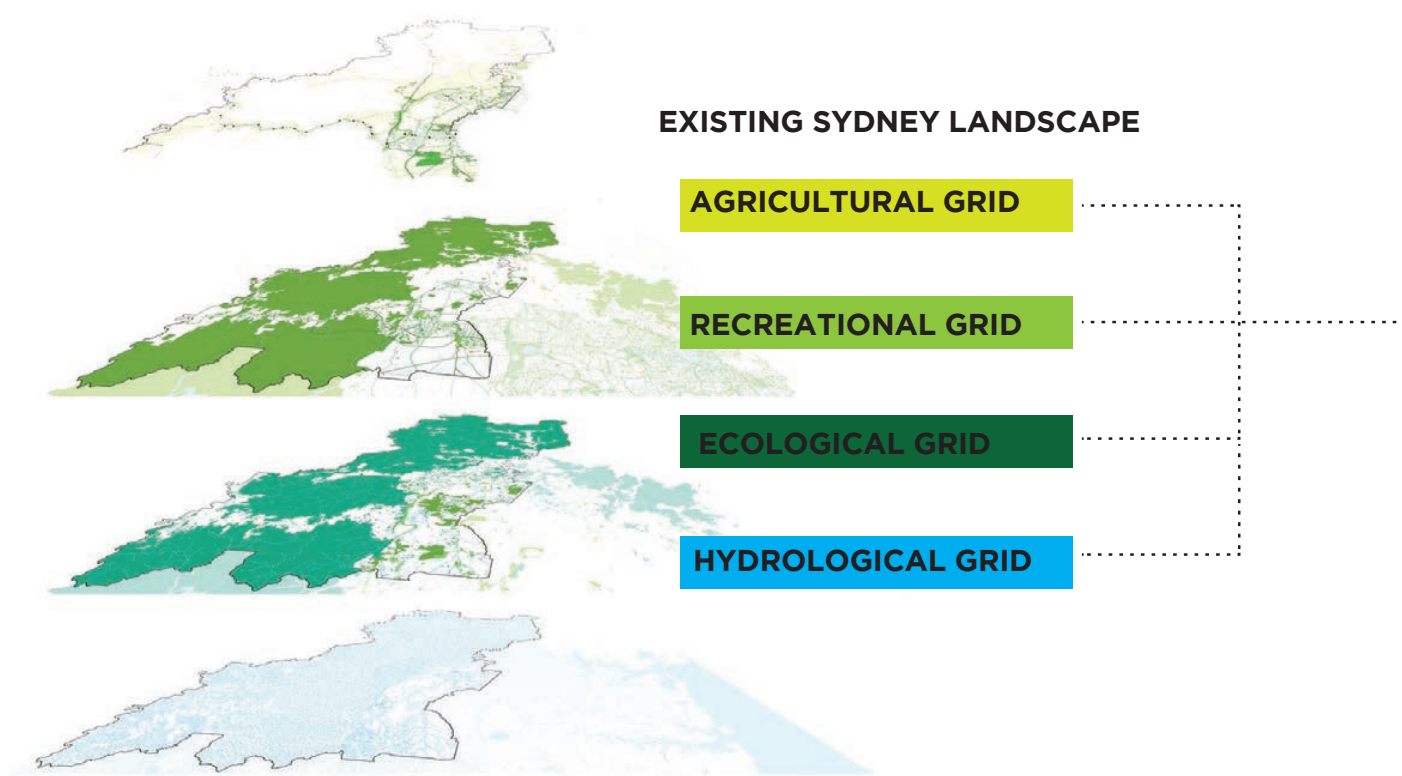 EXISTING SYDNEY LANDSCAPE
AGRICULTURAL GRID
RECREATIONAL GRID
ECOLOGICAL GRID
HYDROLOGICAL GRID